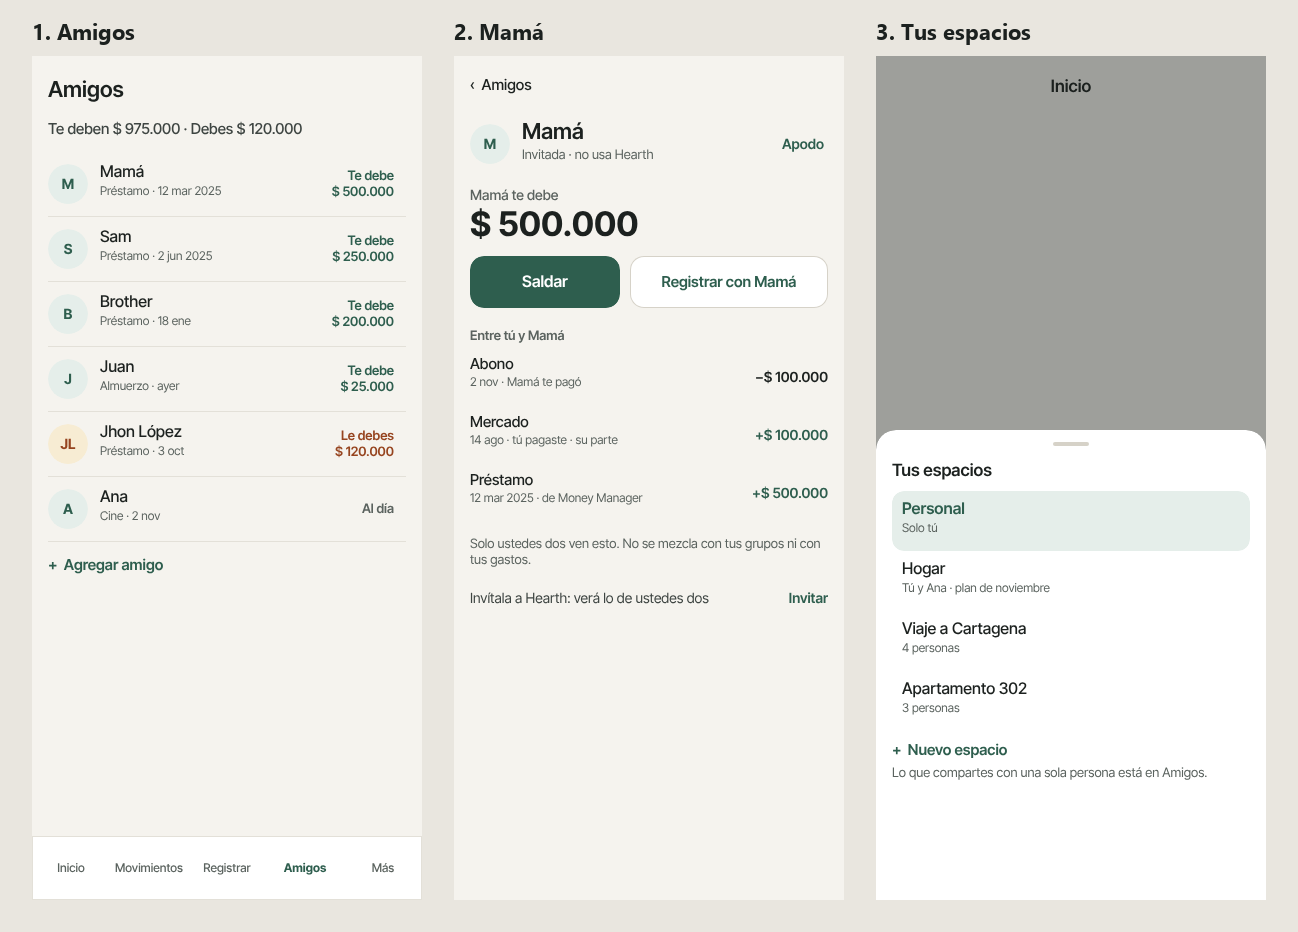 1. Amigos
Amigos
Te deben $ 975.000 · Debes $ 120.000
M
Mamá
Préstamo · 12 mar 2025
Te debe
$ 500.000
S
Sam
Préstamo · 2 jun 2025
Te debe
$ 250.000
B
Brother
Préstamo · 18 ene
Te debe
$ 200.000
J
Juan
Almuerzo · ayer
Te debe
$ 25.000
JL
Jhon López
Préstamo · 3 oct
Le debes
$ 120.000
A
Ana
Cine · 2 nov
Al día
+ Agregar amigo
Inicio
Movimientos
Registrar
Amigos
Más
2. Mamá
‹ Amigos
M
Mamá
Invitada · no usa Hearth
Apodo
Mamá te debe
$ 500.000
Saldar
Registrar con Mamá
Entre tú y Mamá
Abono
2 nov · Mamá te pagó
−$ 100.000
Mercado
14 ago · tú pagaste · su parte
+$ 100.000
Préstamo
12 mar 2025 · de Money Manager
+$ 500.000
Solo ustedes dos ven esto. No se mezcla con tus grupos ni con
tus gastos.
Invítala a Hearth: verá lo de ustedes dos
Invitar
3. Tus espacios
Inicio
Tus espacios
Personal
Solo tú
Hogar
Tú y Ana · plan de noviembre
Viaje a Cartagena
4 personas
Apartamento 302
3 personas
+ Nuevo espacio
Lo que compartes con una sola persona está en Amigos.